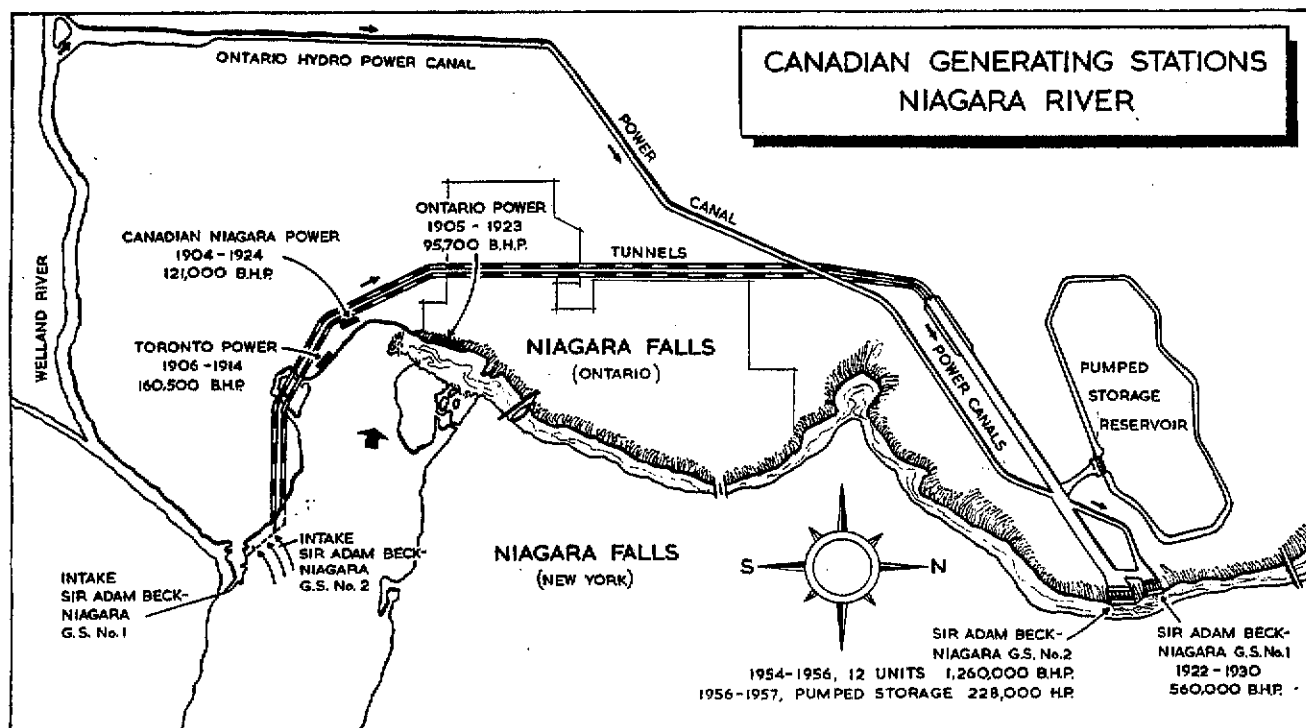 CANADIAN GENERATING STATIONS
NIAGARA RIVER
ONTARIO HYDRO POWER CANAL
POWER
CANAL
WELLAND RIVER
ONTARIO POWER
1905 - 1923
95,700 B.H.P.
CANADIAN NIAGARA POWER
1904 - 1924
121,000 B.H.P.
TUNNELS
TORONTO POWER
1906 - 1914
160,500 B.H.P.
NIAGARA FALLS
(ONTARIO)
POWER CANALS
PUMPED
STORAGE
RESERVOIR
INTAKE
SIR ADAM BECK-
NIAGARA
G.S. No. 2
NIAGARA FALLS
(NEW YORK)
S
N
INTAKE
SIR ADAM BECK-
NIAGARA
G.S. No. 1
SIR ADAM BECK-
NIAGARA G.S. No.2
1954-1956, 12 UNITS 1,260,000 B.H.P.
1956-1957, PUMPED STORAGE 228,000 H.P.
SIR ADAM BECK-
NIAGARA G.S. No.1
1922 - 1930
560,000 B.H.P.